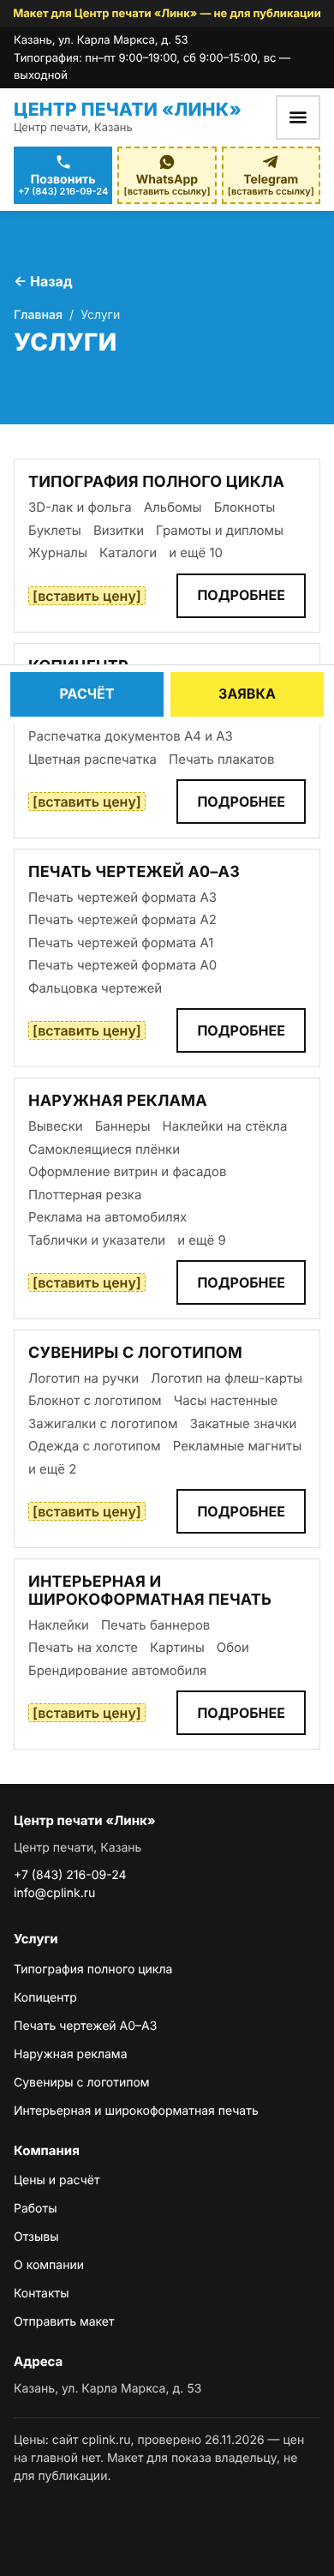 Макет для Центр печати «Линк» — не для публикации
Казань, ул. Карла Маркса, д. 53
Типография: пн–пт 9:00–19:00, сб 9:00–15:00, вс —
выходной
ЦЕНТР ПЕЧАТИ «ЛИНК»
Центр печати, Казань
Позвонить
+7 (843) 216-09-24
WhatsApp
[вставить ссылку]
Telegram
[вставить ссылку]
← Назад
Главная / Услуги
УСЛУГИ
ТИПОГРАФИЯ ПОЛНОГО ЦИКЛА
3D-лак и фольга Альбомы Блокноты
Буклеты Визитки Грамоты и дипломы
Журналы Каталоги и ещё 10
[вставить цену]
ПОДРОБНЕЕ
КОПИЦЕНТР
РАСЧЁТ
ЗАЯВКА
Распечатка документов А4 и А3
Цветная распечатка Печать плакатов
[вставить цену]
ПОДРОБНЕЕ
ПЕЧАТЬ ЧЕРТЕЖЕЙ А0–А3
Печать чертежей формата А3
Печать чертежей формата А2
Печать чертежей формата А1
Печать чертежей формата А0
Фальцовка чертежей
[вставить цену]
ПОДРОБНЕЕ
НАРУЖНАЯ РЕКЛАМА
Вывески Баннеры Наклейки на стёкла
Самоклеящиеся плёнки
Оформление витрин и фасадов
Плоттерная резка
Реклама на автомобилях
Таблички и указатели и ещё 9
[вставить цену]
ПОДРОБНЕЕ
СУВЕНИРЫ С ЛОГОТИПОМ
Логотип на ручки Логотип на флеш-карты
Блокнот с логотипом Часы настенные
Зажигалки с логотипом Закатные значки
Одежда с логотипом Рекламные магниты
и ещё 2
[вставить цену]
ПОДРОБНЕЕ
ИНТЕРЬЕРНАЯ И
ШИРОКОФОРМАТНАЯ ПЕЧАТЬ
Наклейки Печать баннеров
Печать на холсте Картины Обои
Брендирование автомобиля
[вставить цену]
ПОДРОБНЕЕ
Центр печати «Линк»
Центр печати, Казань
+7 (843) 216-09-24
info@cplink.ru
Услуги
Типография полного цикла
Копицентр
Печать чертежей А0–А3
Наружная реклама
Сувениры с логотипом
Интерьерная и широкоформатная печать
Компания
Цены и расчёт
Работы
Отзывы
О компании
Контакты
Отправить макет
Адреса
Казань, ул. Карла Маркса, д. 53
Цены: сайт cplink.ru, проверено 26.11.2026 — цен
на главной нет. Макет для показа владельцу, не
для публикации.